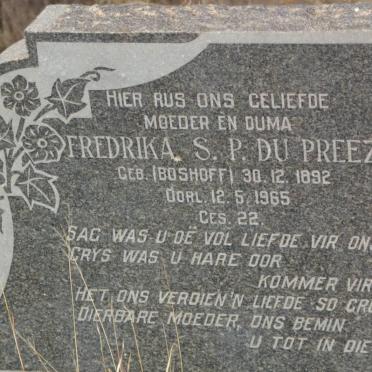 HIER RUS ONS GELIEFDE
MOEDER EN OUMA
FREDRIKA S. P. DU PREEZ
GEB. (BOSHOFF) 30. 12. 1892
OORL. 12. 5. 1965
GES. 22.
SAG WAS U OË VOL LIEFDE VIR ON
GRYS WAS U HARE OOR
KOMMER VIR
HET ONS VERDIEN 'N LIEFDE SO GRO
DIERBARE MOEDER, ONS BEMIN
U TOT IN DIE